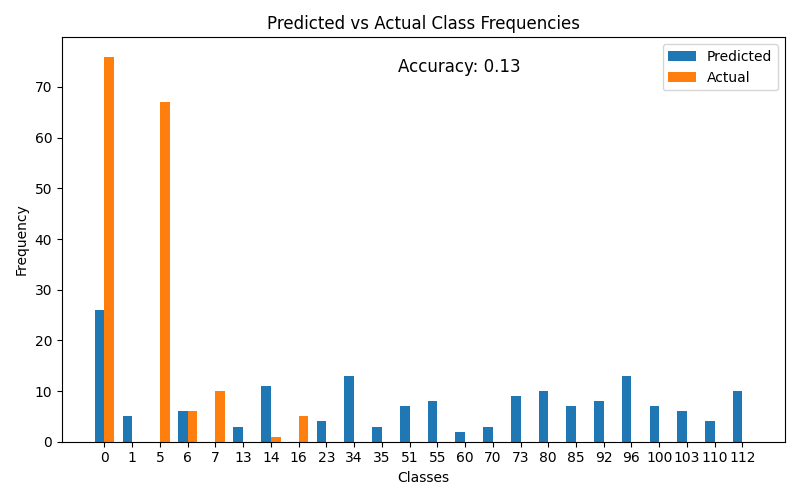 Predicted vs Actual Class Frequencies
Accuracy: 0.13
Predicted
Actual
70
60
50
40
30
20
10
0
Frequency
0 1 5 6 7 13 14 16 23 34 35 51 55 60 70 73 80 85 92 96 100 103 110 112
Classes